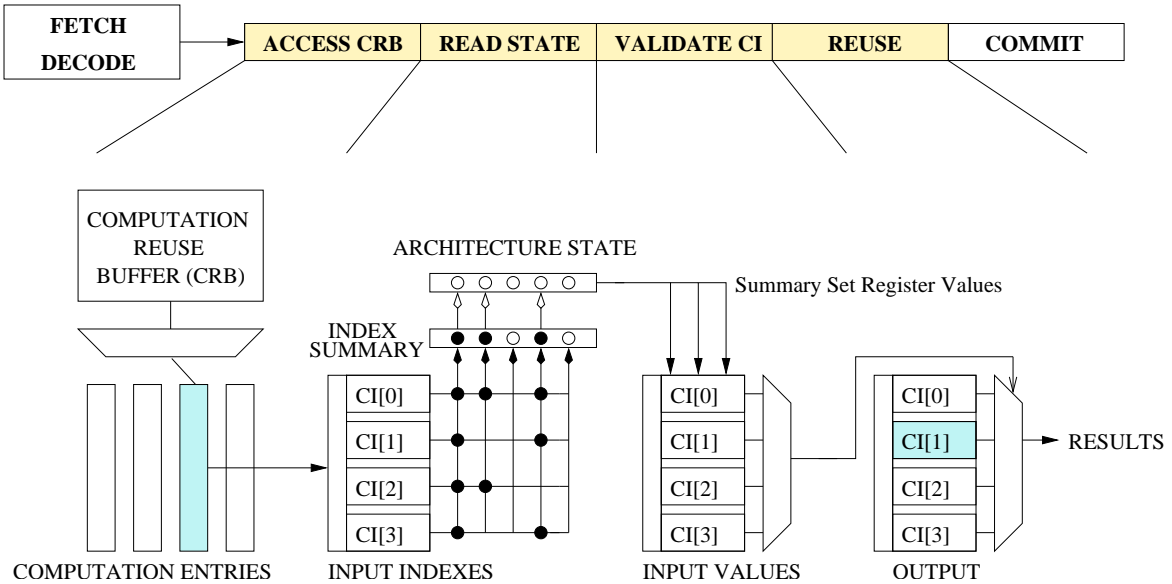 FETCH
DECODE
ACCESS CRB
READ STATE
VALIDATE CI
REUSE
COMMIT
COMPUTATION
REUSE
BUFFER (CRB)
ARCHITECTURE STATE
Summary Set Register Values
INDEX
SUMMARY
CI[0]
CI[1]
CI[2]
CI[3]
CI[0]
CI[1]
CI[2]
CI[3]
CI[0]
CI[1]
CI[2]
CI[3]
RESULTS
COMPUTATION ENTRIES
INPUT INDEXES
INPUT VALUES
OUTPUT